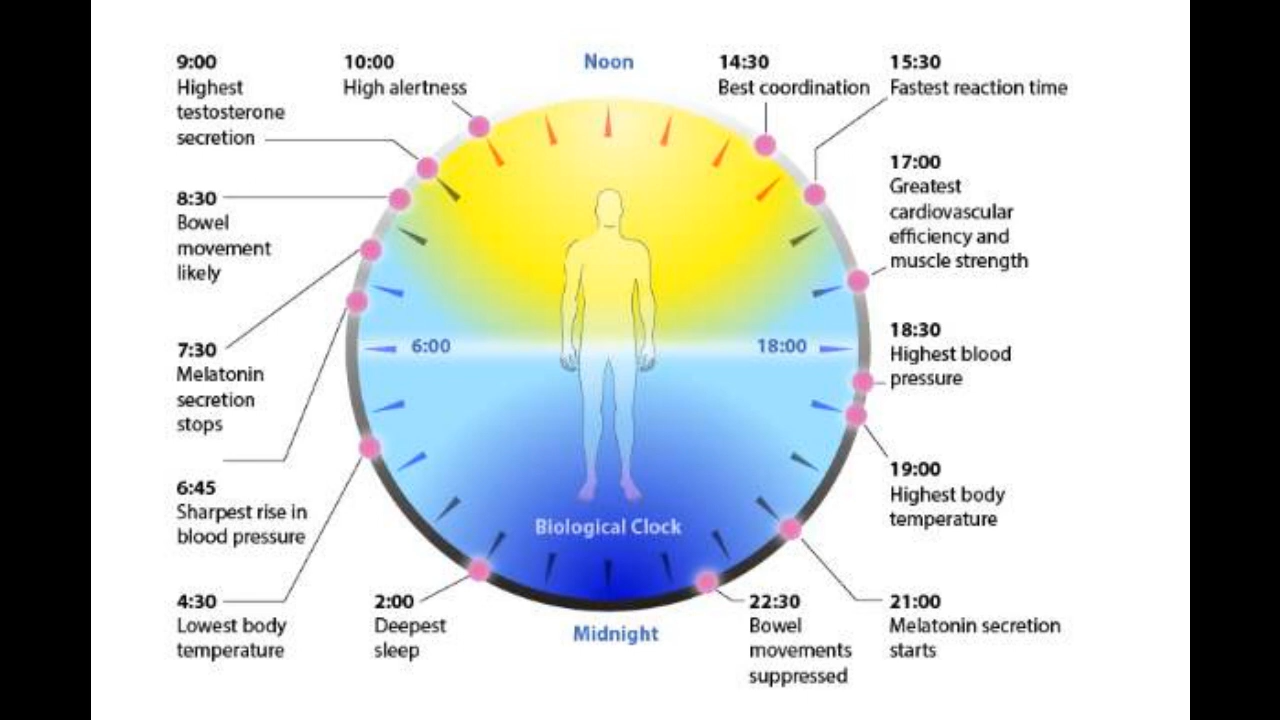 9:00
Highest
testosterone
secretion
10:00
High alertness
Noon
14:30
Best coordination
15:30
Fastest reaction time
8:30
Bowel
movement
likely
17:00
Greatest
cardiovascular
efficiency and
muscle strength
7:30
Melatonin
secretion
stops
6:00
18:00
18:30
Highest blood
pressure
6:45
Sharpest rise in
blood pressure
19:00
Highest body
temperature
Biological Clock
4:30
Lowest body
temperature
2:00
Deepest
sleep
Midnight
22:30
Bowel
movements
suppressed
21:00
Melatonin secretion
starts